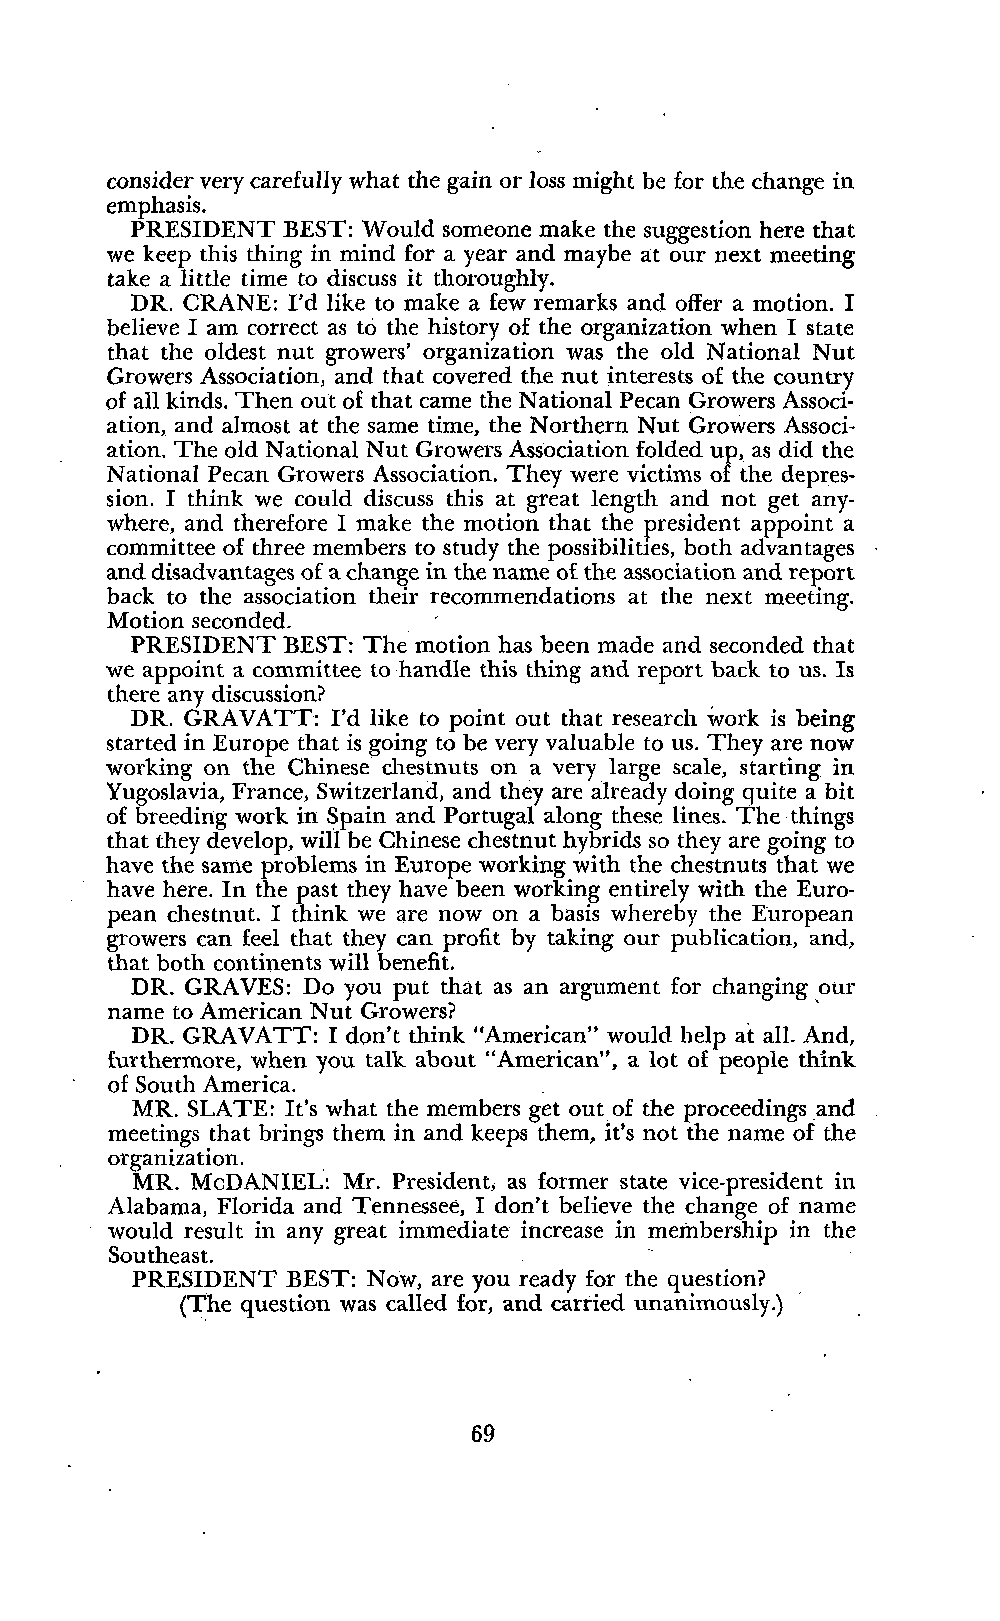 consider very carefully what the gain or loss might be for the change in
emphasis.
PRESIDENT BEST: Would someone make the suggestion here that
we keep this thing in mind for a year and maybe at our next meeting
take a little time to discuss it thoroughly.
DR. CRANE: I'd like to make a few remarks and offer a motion. I
believe I am correct as to the history of the organization when I state
that the oldest nut growers' organization was the old National Nut
Growers Association, and that covered the nut interests of the country
of all kinds. Then out of that came the National Pecan Growers Associ-
ation, and almost at the same time, the Northern Nut Growers Associ-
ation. The old National Nut Growers Association folded up, as did the
National Pecan Growers Association. They were victims of the depres-
sion. I think we could discuss this at great length and not get any-
where, and therefore I make the motion that the president appoint a
committee of three members to study the possibilities, both advantages
and disadvantages of a change in the name of the association and report
back to the association their recommendations at the next meeting.
Motion seconded.
PRESIDENT BEST: The motion has been made and seconded that
we appoint a committee to handle this thing and report back to us. Is
there any discussion?
DR. GRAVATT: I'd like to point out that research work is being
started in Europe that is going to be very valuable to us. They are now
working on the Chinese chestnuts on a very large scale, starting in
Yugoslavia, France, Switzerland, and they are already doing quite a bit
of breeding work in Spain and Portugal along these lines. The things
that they develop, will be Chinese chestnut hybrids so they are going to
have the same problems in Europe working with the chestnuts that we
have here. In the past they have been working entirely with the Euro-
pean chestnut. I think we are now on a basis whereby the European
growers can feel that they can profit by taking our publication, and,
that both continents will benefit.
DR. GRAVES: Do you put that as an argument for changing our
name to American Nut Growers?
DR. GRAVATT: I don't think "American" would help at all. And,
furthermore, when you talk about "American", a lot of people think
of South America.
MR. SLATE: It's what the members get out of the proceedings and
meetings that brings them in and keeps them, it's not the name of the
organization.
MR. McDANIEL: Mr. President, as former state vice-president in
Alabama, Florida and Tennessee, I don't believe the change of name
would result in any great immediate increase in membership in the
Southeast.
PRESIDENT BEST: Now, are you ready for the question?
(The question was called for, and carried unanimously.)
69